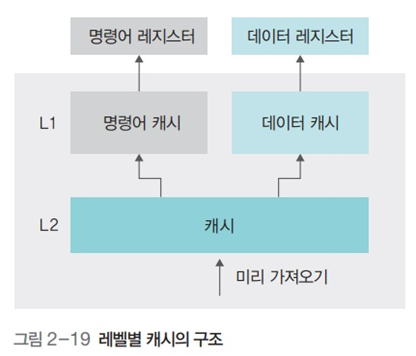 명령어 레지스터
데이터 레지스터
L1
명령어 캐시
데이터 캐시
L2
캐시
미리 가져오기
그림 2-19 레벨별 캐시의 구조